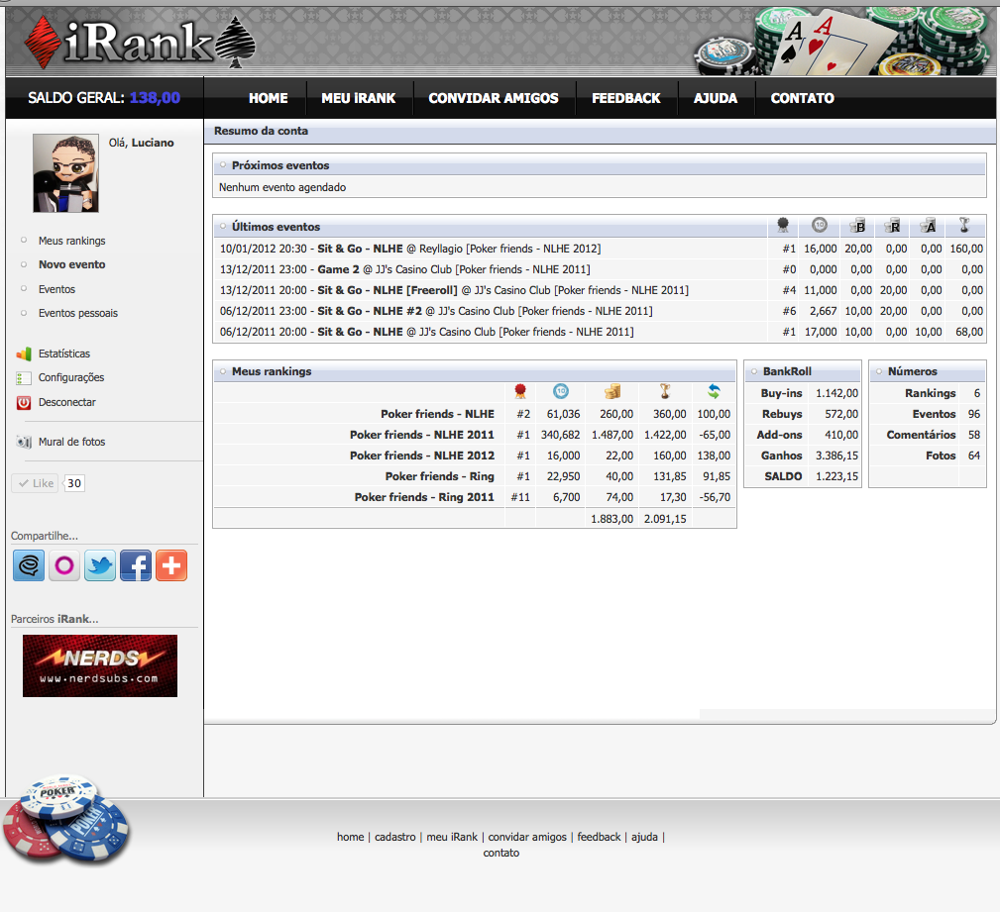 iRank
A A
SALDO GERAL: 138,00
HOME MEU iRANK CONVIDAR AMIGOS FEEDBACK AJUDA CONTATO
Olá, Luciano
Meus rankings
Novo evento
Eventos
Eventos pessoais
Estatísticas
Configurações
Desconectar
Mural de fotos
Like 30
Compartilhe...
Parceiros iRank...
NERDS
www.nerdsubs.com
Resumo da conta
Próximos eventos
Nenhum evento agendado
Últimos eventos 10 B R A
10/01/2012 20:30 - Sit & Go - NLHE @ Reyllagio [Poker friends - NLHE 2012] #1 16,000 20,00 0,00 0,00 160,00
13/12/2011 23:00 - Game 2 @ JJ's Casino Club [Poker friends - NLHE 2011] #0 0,000 0,00 0,00 0,00 0,00
13/12/2011 20:00 - Sit & Go - NLHE [Freeroll] @ JJ's Casino Club [Poker friends - NLHE 2011] #4 11,000 0,00 20,00 0,00 0,00
06/12/2011 23:00 - Sit & Go - NLHE #2 @ JJ's Casino Club [Poker friends - NLHE 2011] #6 2,667 10,00 20,00 0,00 0,00
06/12/2011 20:00 - Sit & Go - NLHE @ JJ's Casino Club [Poker friends - NLHE 2011] #1 17,000 10,00 0,00 10,00 68,00
Meus rankings
10
Poker friends - NLHE #2 61,036 260,00 360,00 100,00
Poker friends - NLHE 2011 #1 340,682 1.487,00 1.422,00 -65,00
Poker friends - NLHE 2012 #1 16,000 22,00 160,00 138,00
Poker friends - Ring #1 22,950 40,00 131,85 91,85
Poker friends - Ring 2011 #11 6,700 74,00 17,30 -56,70
1.883,00 2.091,15
BankRoll
Buy-ins 1.142,00
Rebuys 572,00
Add-ons 410,00
Ganhos 3.386,15
SALDO 1.223,15
Números
Rankings 6
Eventos 96
Comentários 58
Fotos 64
POKER
POKER
home | cadastro | meu iRank | convidar amigos | feedback | ajuda |
contato